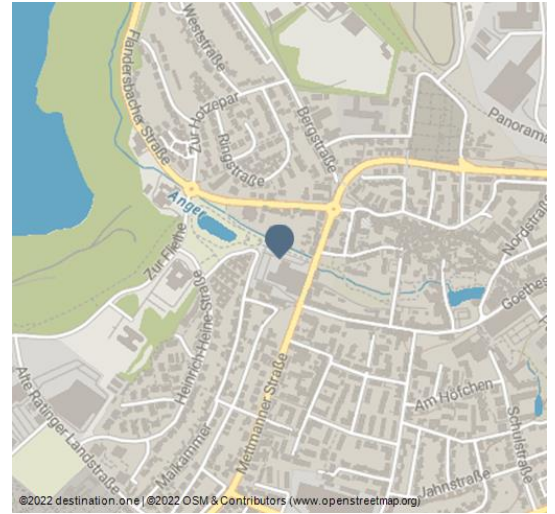 Flandersbacher Straße
Weststraße
Zur Hotzepar
Ringstraße
Bergstraße
Panorama
Anger
Zur Fliethe
Heinrich-Heine-Straße
Nordstraße
Goethes
Alte Ratinger Landstraße
Malkammer
Mettmanner Straße
Am Höfchen
Schulstraße
Jahnstraße
©2022 destination.one | ©2022 OSM & Contributors (www.openstreetmap.org)